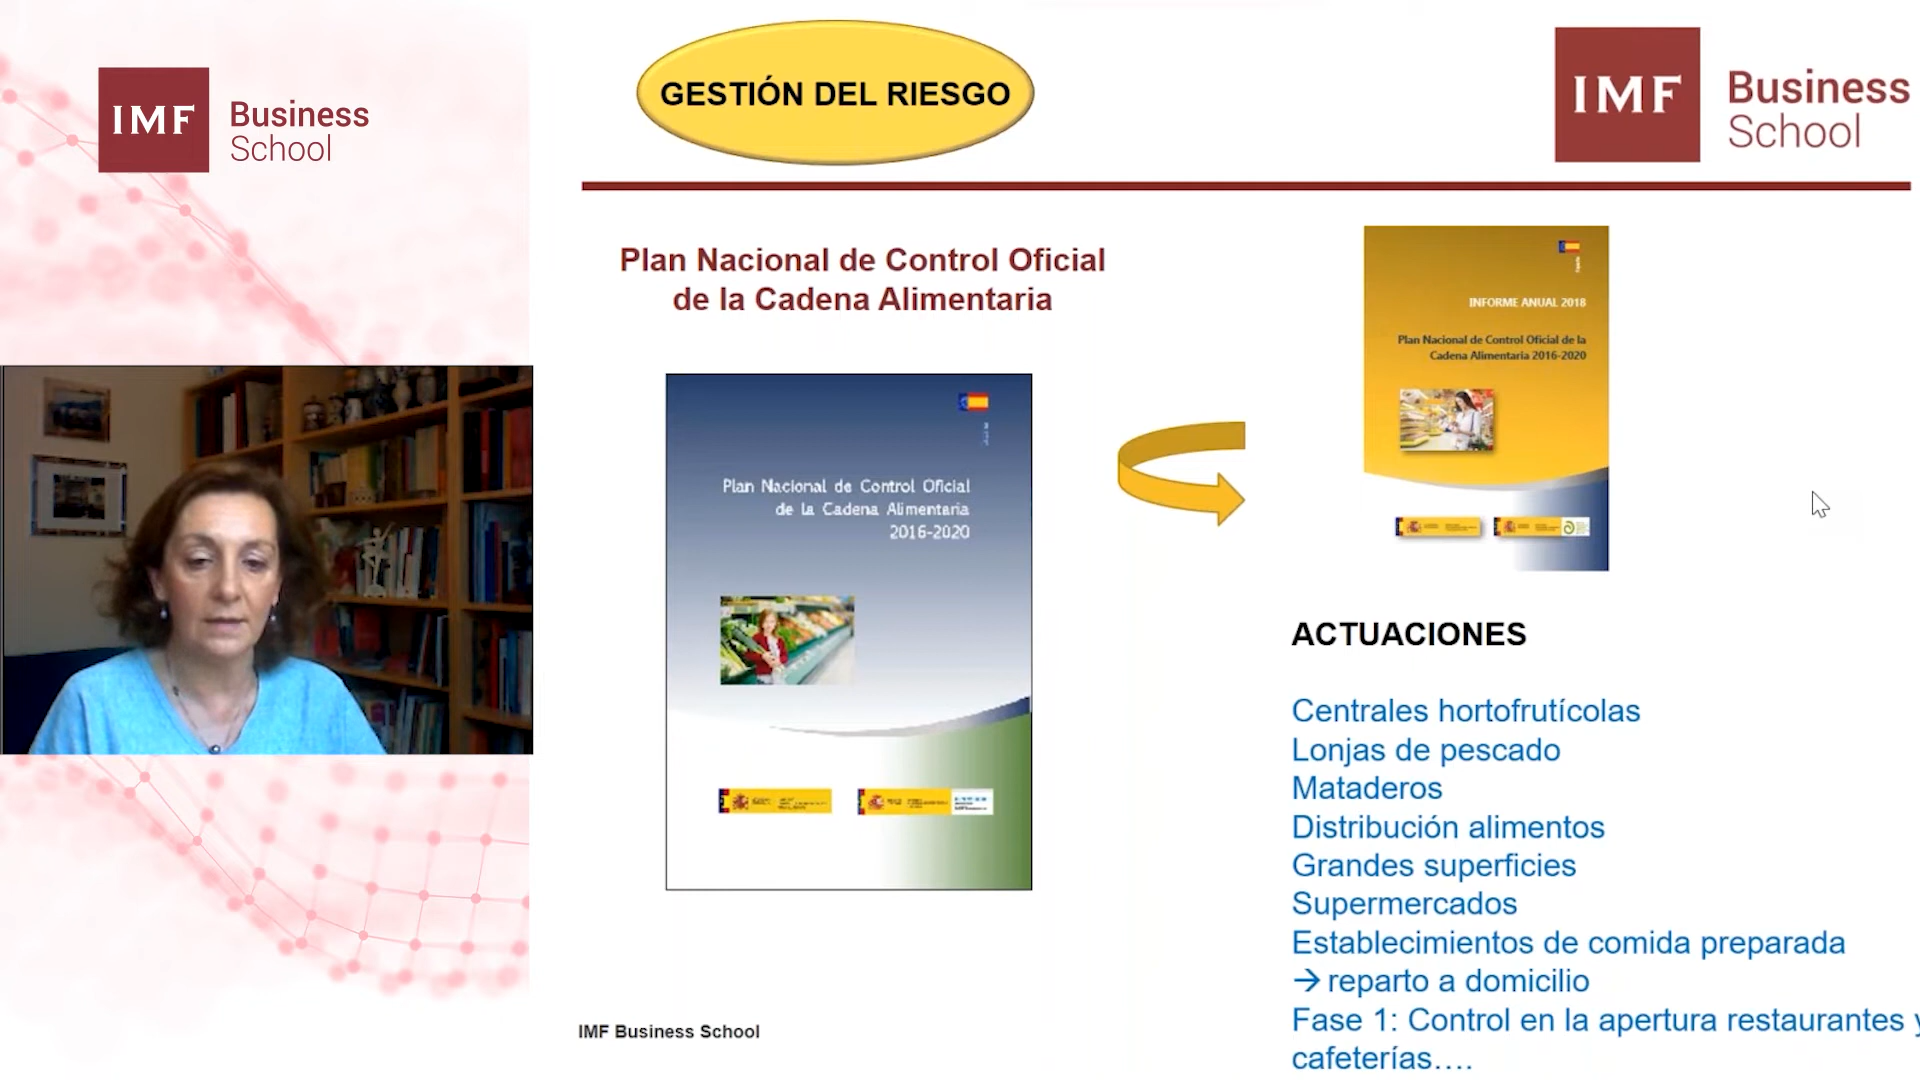 IMF
Business
School
GESTIÓN DEL RIESGO
IMF
Business
School
Plan Nacional de Control Oficial
de la Cadena Alimentaria
Plan Nacional de Control Oficial
de la Cadena Alimentaria
2016-2020
INFORME ANUAL 2018
Plan Nacional de Control Oficial de la
Cadena Alimentaria 2016-2020
ACTUACIONES
Centrales hortofrutícolas
Lonjas de pescado
Mataderos
Distribución alimentos
Grandes superficies
Supermercados
Establecimientos de comida preparada
→ reparto a domicilio
Fase 1: Control en la apertura restaurantes y
cafeterías....
IMF Business School